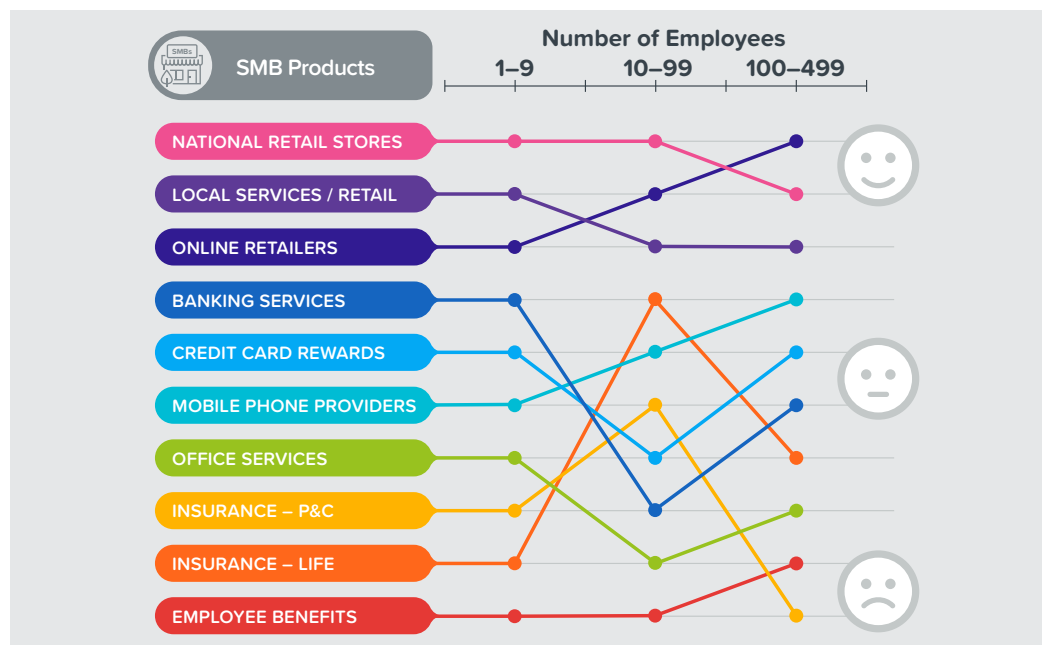 Number of Employees
SMBs
SMB Products
1–9 10–99 100–499
NATIONAL RETAIL STORES
LOCAL SERVICES / RETAIL
ONLINE RETAILERS
BANKING SERVICES
CREDIT CARD REWARDS
MOBILE PHONE PROVIDERS
OFFICE SERVICES
INSURANCE – P&C
INSURANCE – LIFE
EMPLOYEE BENEFITS